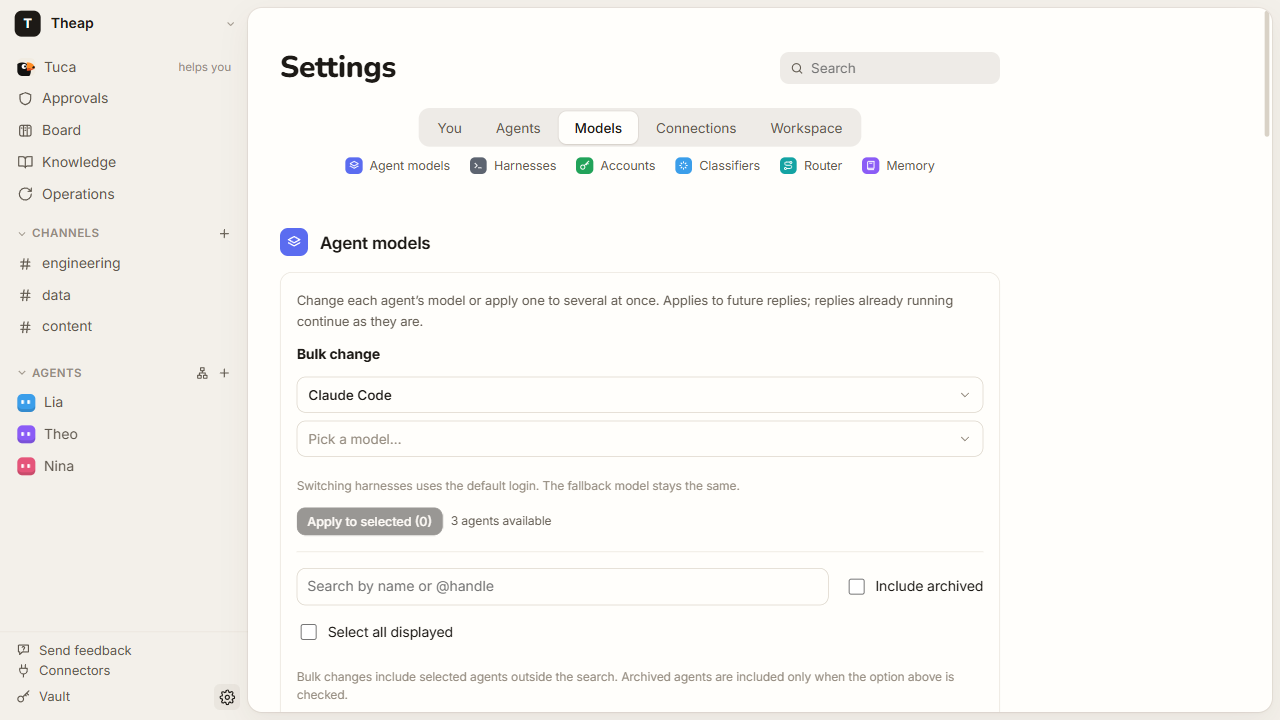 T Theap
Tuca helps you
Approvals
Board
Knowledge
Operations
CHANNELS
# engineering
# data
# content
AGENTS
Lia
Theo
Nina
Send feedback
Connectors
Vault
Settings
Search
You Agents Models Connections Workspace
Agent models Harnesses Accounts Classifiers Router Memory
Agent models
Change each agent’s model or apply one to several at once. Applies to future replies; replies already running
continue as they are.
Bulk change
Claude Code
Pick a model...
Switching harnesses uses the default login. The fallback model stays the same.
Apply to selected (0) 3 agents available
Search by name or @handle Include archived
Select all displayed
Bulk changes include selected agents outside the search. Archived agents are included only when the option above is
checked.